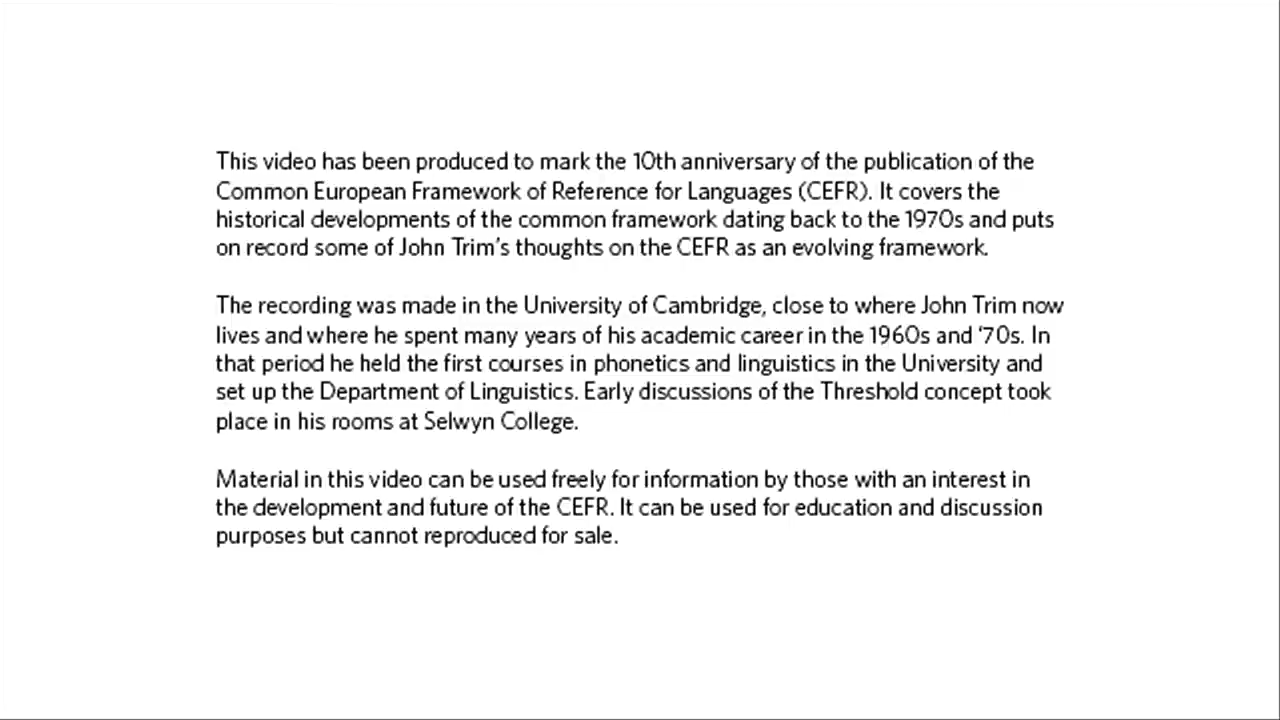 This video has been produced to mark the 10th anniversary of the publication of the
Common European Framework of Reference for Languages (CEFR). It covers the
historical developments of the common framework dating back to the 1970s and puts
on record some of John Trim's thoughts on the CEFR as an evolving framework.
The recording was made in the University of Cambridge, close to where John Trim now
lives and where he spent many years of his academic career in the 1960s and ‘70s. In
that period he held the first courses in phonetics and linguistics in the University and
set up the Department of Linguistics. Early discussions of the Threshold concept took
place in his rooms at Selwyn College.
Material in this video can be used freely for information by those with an interest in
the development and future of the CEFR. It can be used for education and discussion
purposes but cannot reproduced for sale.